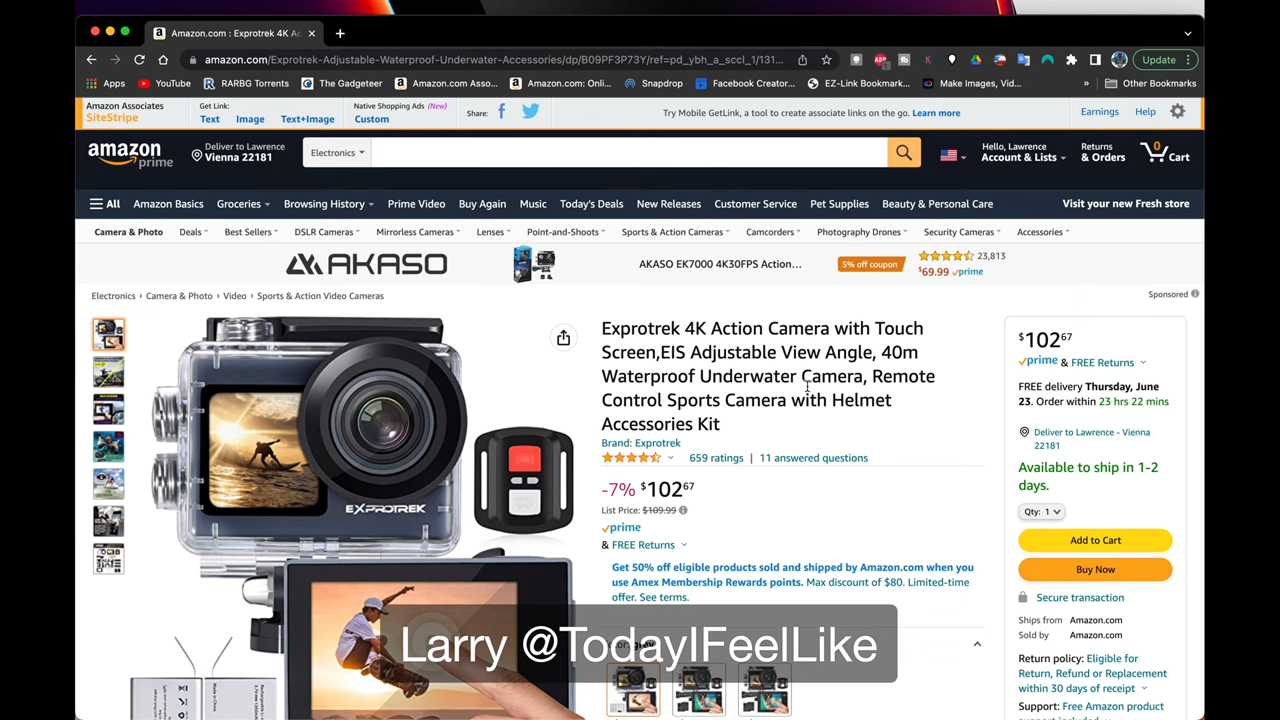 Amazon.com : Exprotrek 4K Ac
amazon.com/Exprotrek-Adjustable-Waterproof-Underwater-Accessories/dp/B09PF3P73Y/ref=pd_ybh_a_sccl_1/131...
Update
Apps YouTube RARBG Torrents The Gadgeteer Amazon.com Asso... Amazon.com: Onli... Snapdrop Facebook Creator... EZ-Link Bookmark... Make Images, Vid... » Other Bookmarks
Amazon Associates
SiteStripe
Get Link:
Text Image Text+Image
Native Shopping Ads (New)
Custom
Share:
Try Mobile GetLink, a tool to create associate links on the go. Learn more
Earnings Help
amazon
prime
Deliver to Lawrence
Vienna 22181
Electronics
Hello, Lawrence
Account & Lists
Returns
& Orders
0
Cart
All Amazon Basics Groceries Browsing History Prime Video Buy Again Music Today's Deals New Releases Customer Service Pet Supplies Beauty & Personal Care Visit your new Fresh store
Camera & Photo Deals Best Sellers DSLR Cameras Mirrorless Cameras Lenses Point-and-Shoots Sports & Action Cameras Camcorders Photography Drones Security Cameras Accessories
AKASO
AKASO EK7000 4K30FPS Action...
5% off coupon
23,813
$69.99 prime
Electronics › Camera & Photo › Video › Sports & Action Video Cameras
Sponsored
Exprotrek 4K Action Camera with Touch
Screen,EIS Adjustable View Angle, 40m
Waterproof Underwater Camera, Remote
Control Sports Camera with Helmet
Accessories Kit
Brand: Exprotrek
659 ratings | 11 answered questions
-7% $10267
List Price: $109.99
prime
& FREE Returns
Get 50% off eligible products sold and shipped by Amazon.com when you
use Amex Membership Rewards points. Max discount of $80. Limited-time
offer. See terms.
EXPROTREK
$10267
prime & FREE Returns
FREE delivery Thursday, June
23. Order within 23 hrs 22 mins
Deliver to Lawrence - Vienna
22181
Available to ship in 1-2
days.
Qty: 1
Add to Cart
Buy Now
Secure transaction
Ships from Amazon.com
Sold by Amazon.com
Return policy: Eligible for
Return, Refund or Replacement
within 30 days of receipt
Support: Free Amazon product
Larry @TodayIFeelLike